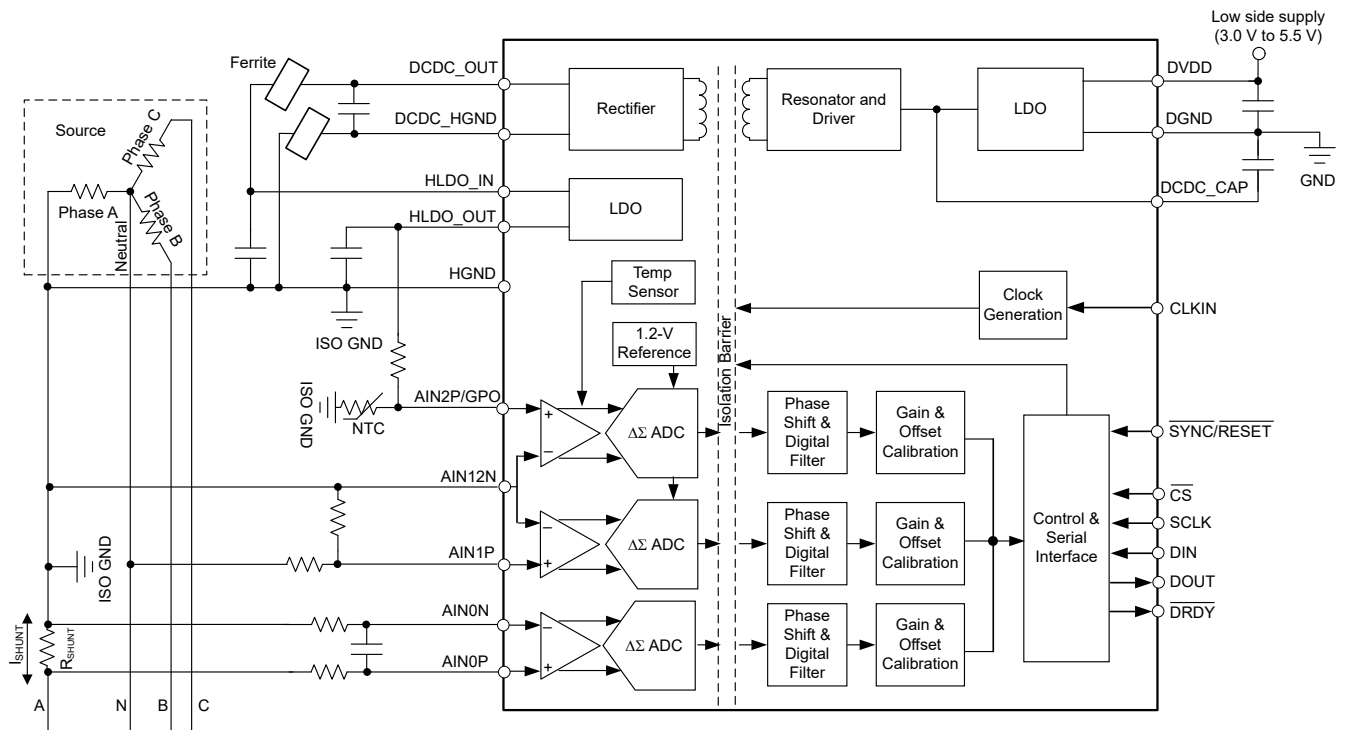 Low side supply
(3.0 V to 5.5 V)
Ferrite
DCDC_OUT
DVDD
Rectifier
Resonator and
Driver
LDO
Source
Phase C
DCDC_HGND
DGND
GND
Phase A
Phase B
Neutral
HLDO_IN
LDO
HLDO_OUT
DCDC_CAP
HGND
Temp
Sensor
Clock
Generation
CLKIN
ISO GND
1.2-V
Reference
Isolation Barrier
ISO GND
NTC
AIN2P/GPO
+
−
ΔΣ ADC
Phase
Shift &
Digital
Filter
Gain &
Offset
Calibration
SYNC/RESET
AIN12N
CS
SCLK
DIN
DOUT
DRDY
Control &
Serial
Interface
−
+
ΔΣ ADC
Phase
Shift &
Digital
Filter
Gain &
Offset
Calibration
AIN1P
ISO GND
AIN0N
−
+
ΔΣ ADC
Phase
Shift &
Digital
Filter
Gain &
Offset
Calibration
AIN0P
ISHUNT
RSHUNT
A N B C